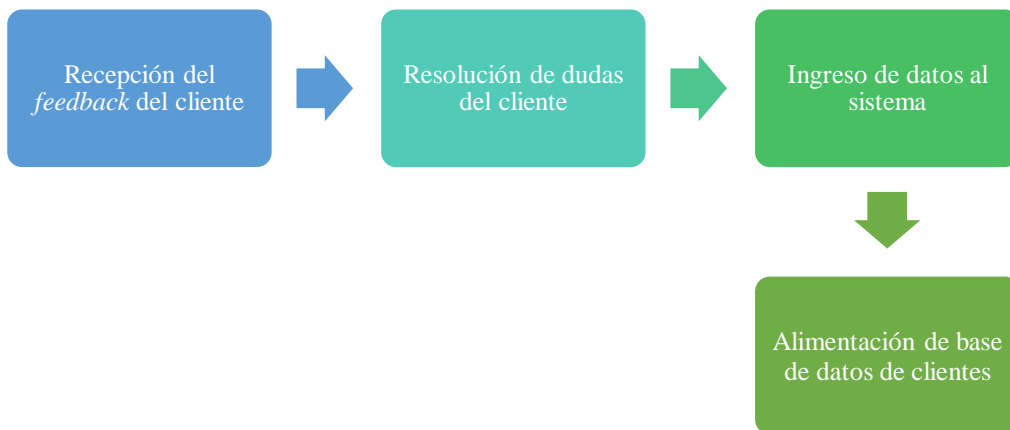 Recepción del
feedback del cliente
Resolución de dudas
del cliente
Ingreso de datos al
sistema
Alimentación de base
de datos de clientes